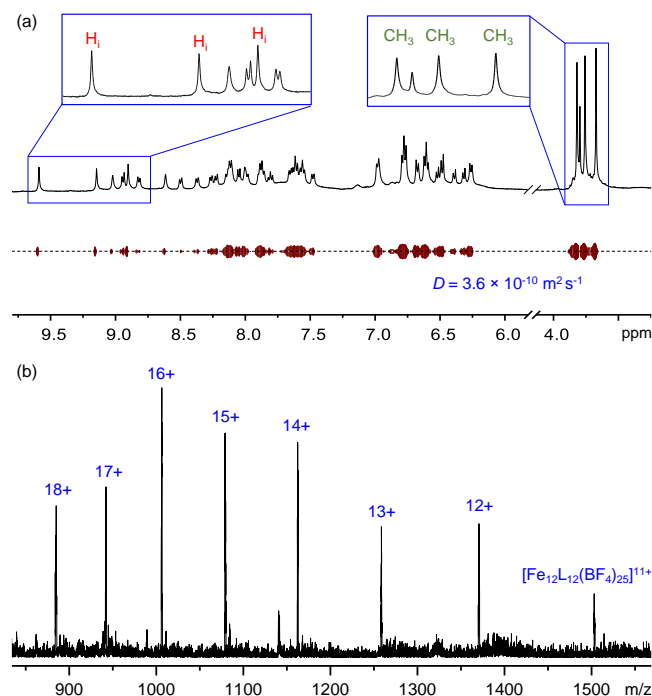 (a)
Hᵢ Hᵢ Hᵢ
CH₃ CH₃ CH₃
D = 3.6 × 10⁻¹⁰ m² s⁻¹
9.5 9.0 8.5 8.0 7.5 7.0 6.5 6.0 4.0 ppm
(b)
16+
15+
14+
17+
18+
13+
12+
[Fe₁₂L₁₂(BF₄)₂₅]¹¹⁺
900 1000 1100 1200 1300 1400 1500 m/z